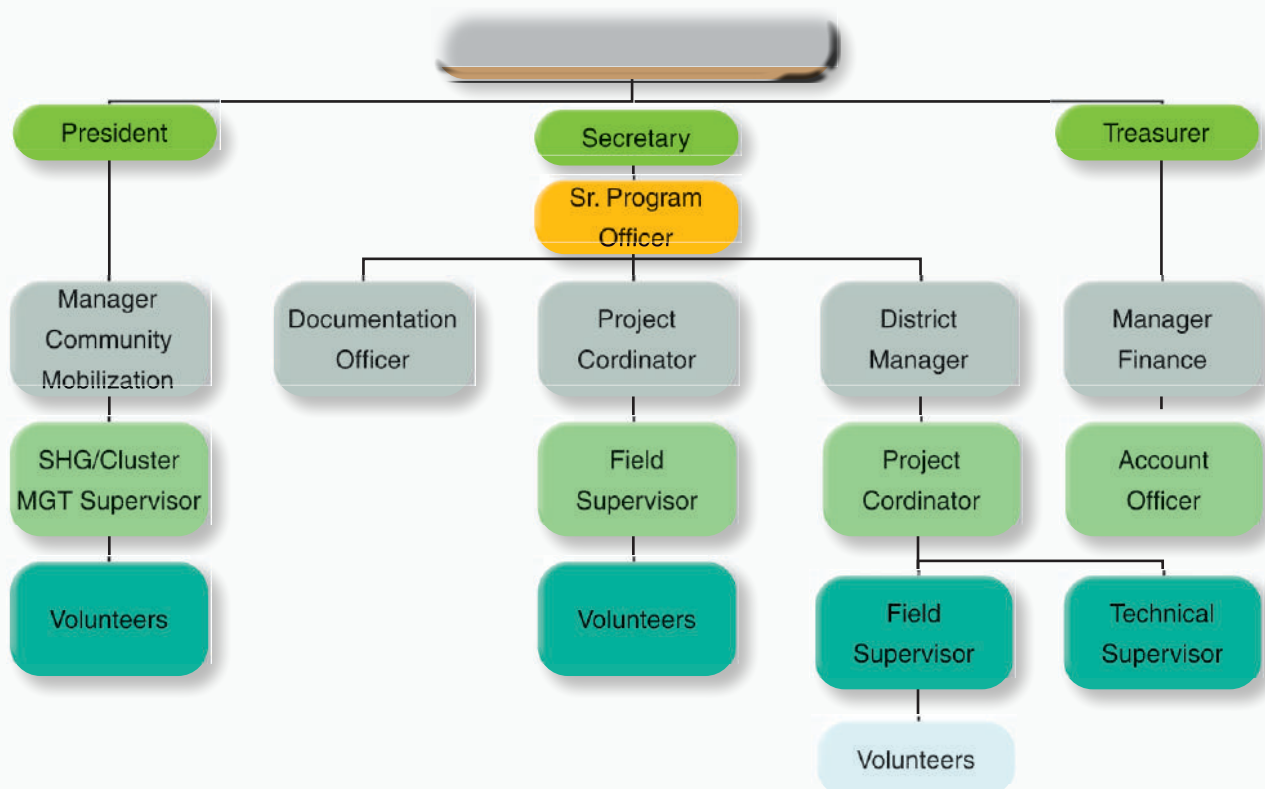 President
Secretary
Treasurer
Sr. Program
Officer
Manager
Community
Mobilization
Documentation
Officer
Project
Cordinator
District
Manager
Manager
Finance
SHG/Cluster
MGT Supervisor
Field
Supervisor
Project
Cordinator
Account
Officer
Volunteers
Volunteers
Field
Supervisor
Technical
Supervisor
Volunteers